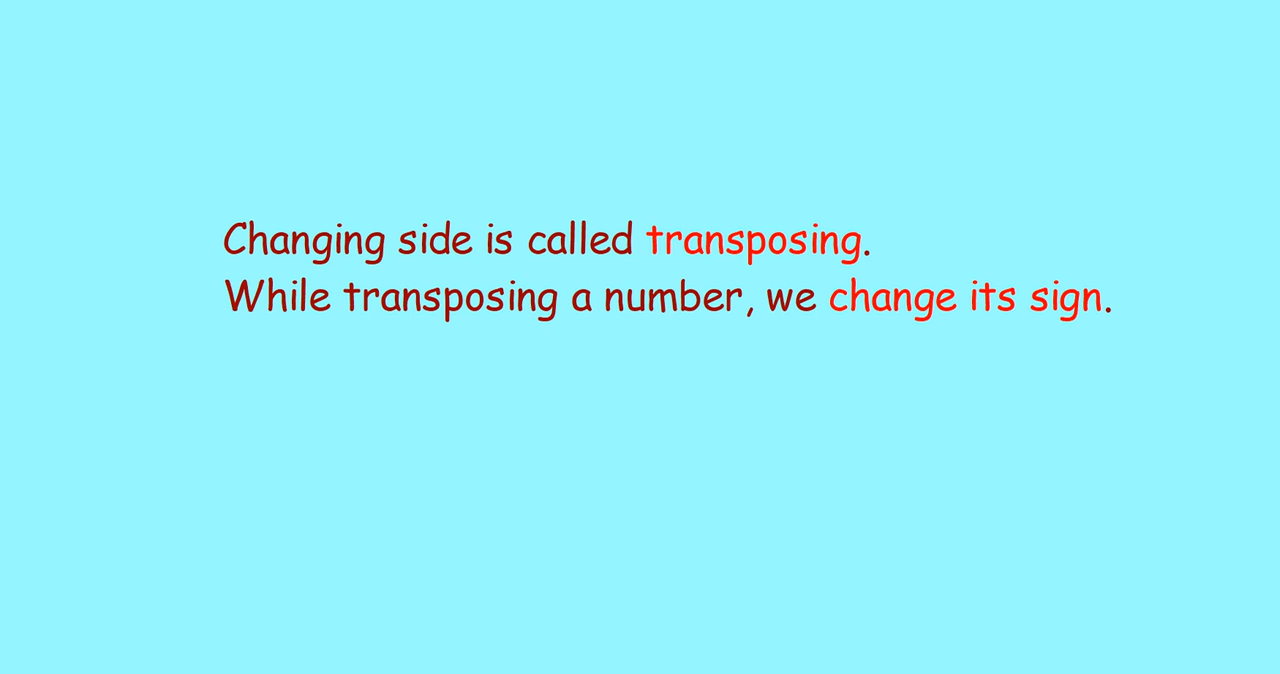 Changing side is called transposing.
While transposing a number, we change its sign.